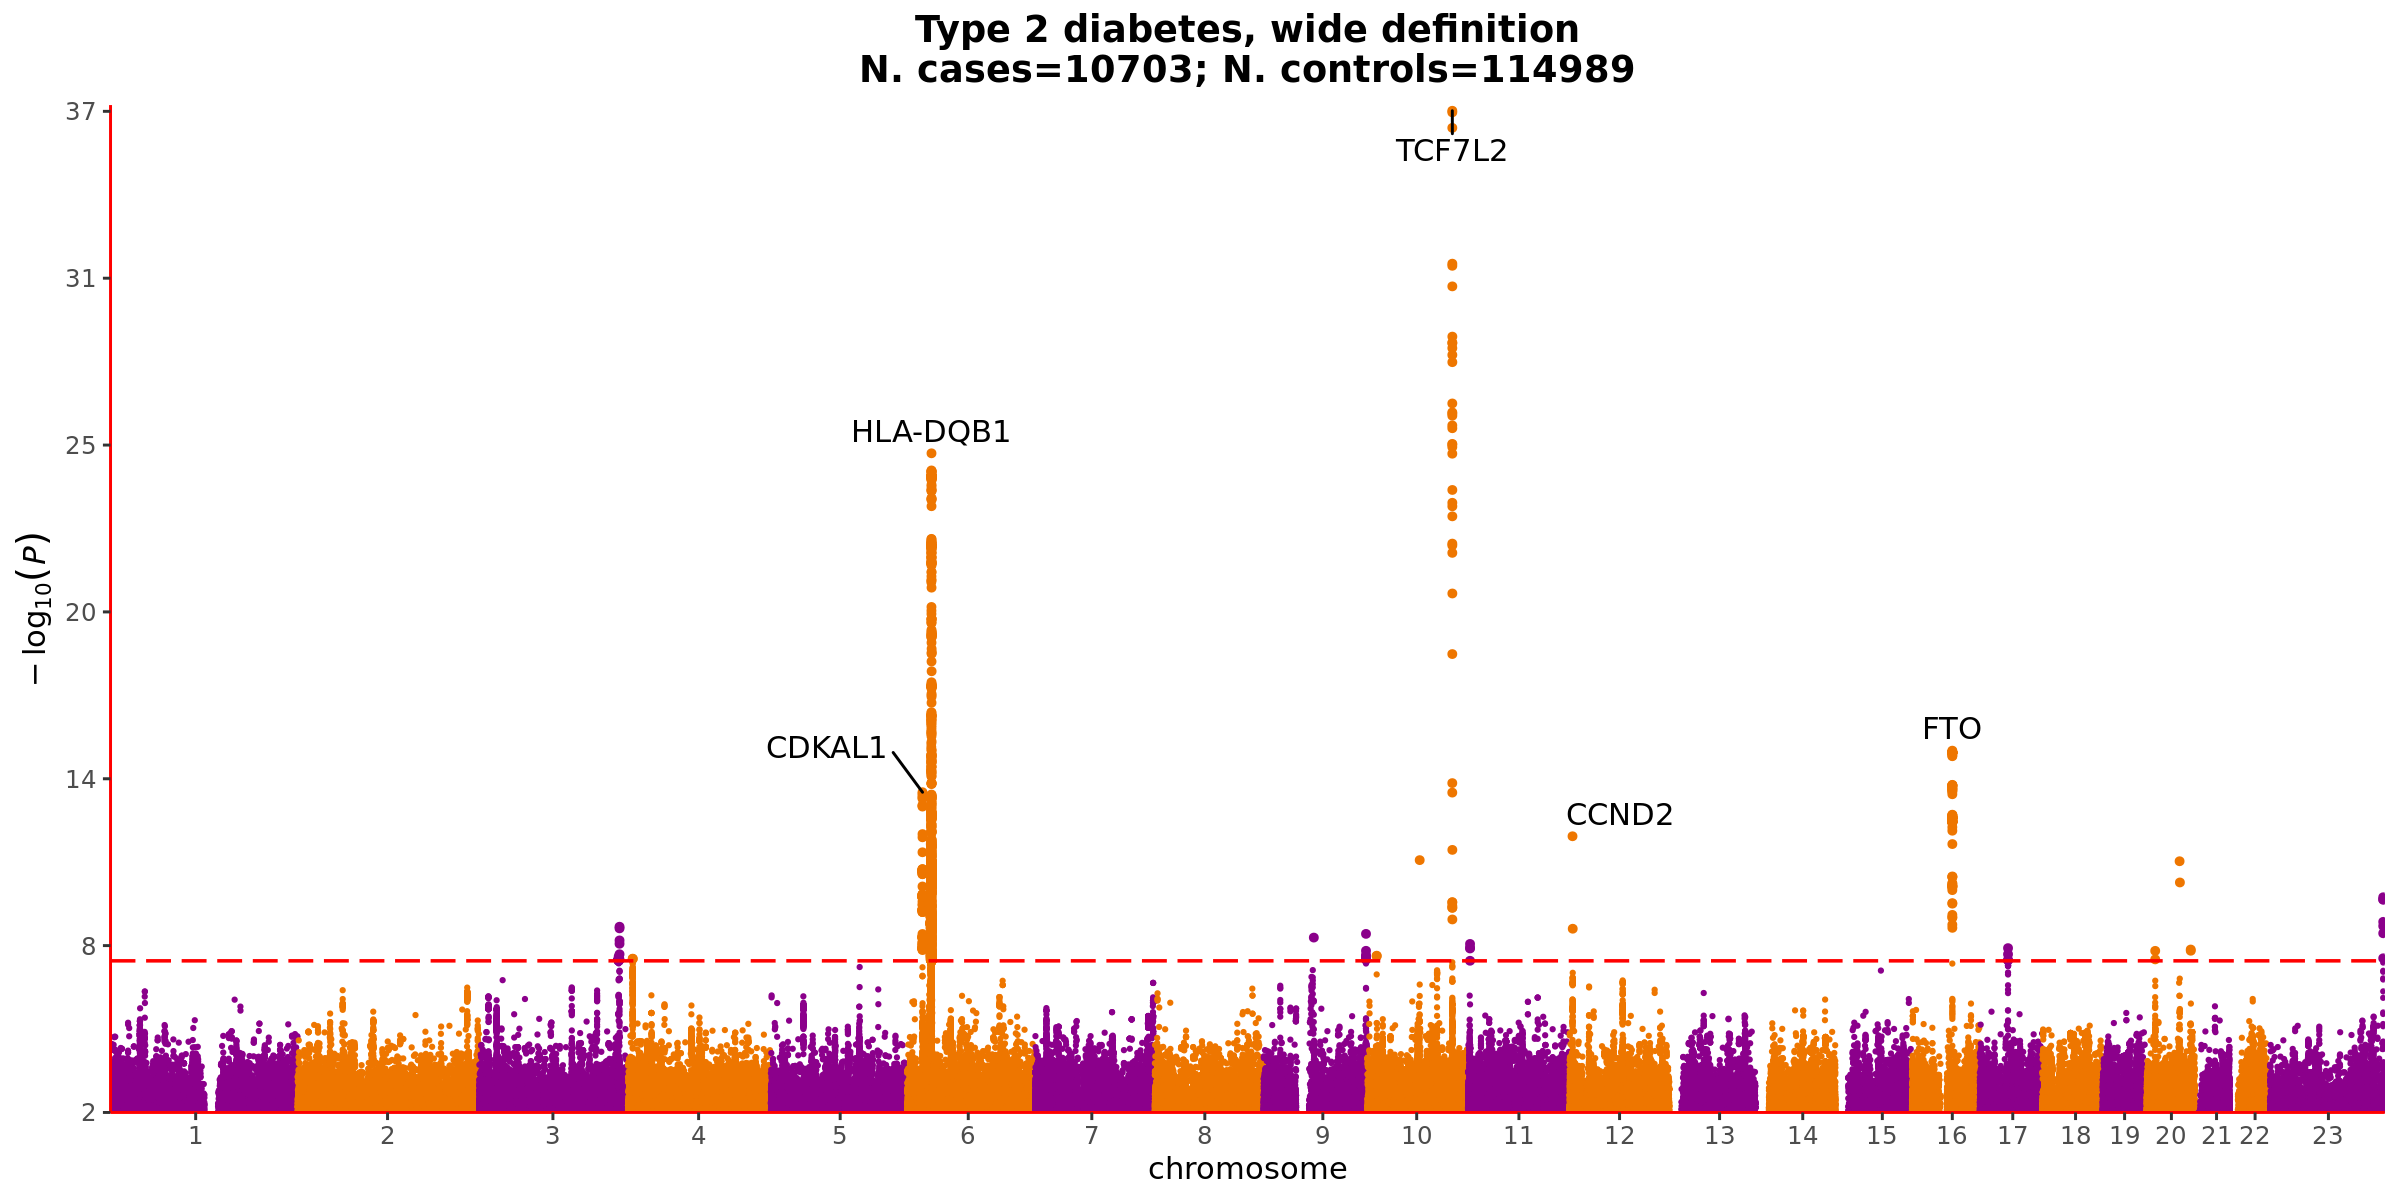 Type 2 diabetes, wide definition
N. cases=10703; N. controls=114989
37
31
25
20
14
8
2
− log10(P)
TCF7L2
HLA-DQB1
CDKAL1
FTO
CCND2
1 2 3 4 5 6 7 8 9 10 11 12 13 14 15 16 17 18 19 20 21 22 23
chromosome